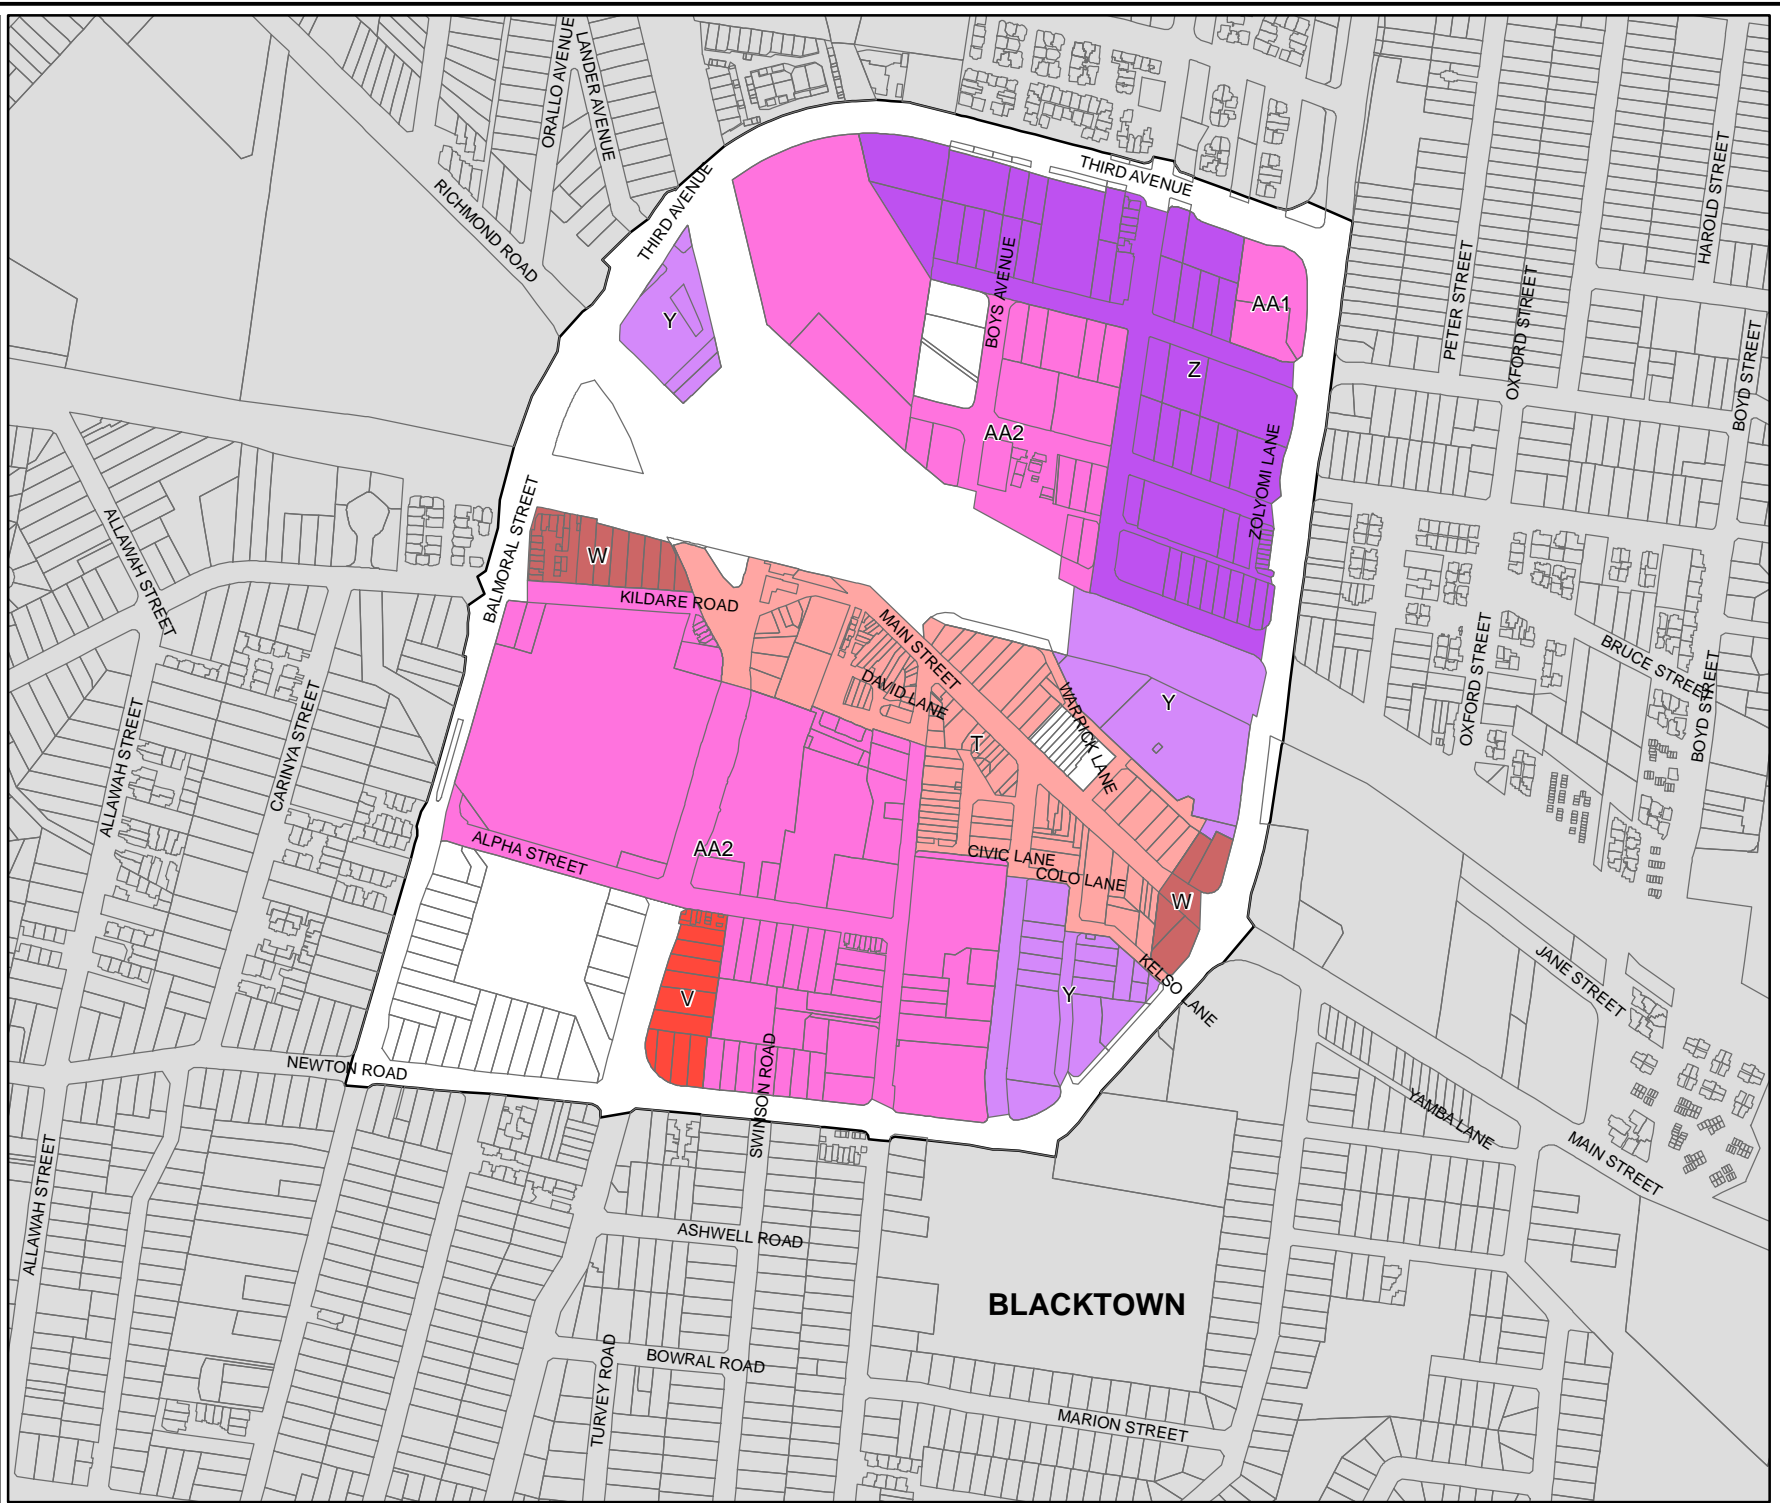 ORALLO AVENUE
LANDER AVENUE
THIRD AVENUE
THIRD AVENUE
RICHMOND ROAD
HAROLD STREET
PETER STREET
OXFORD STREET
BOYD STREET
BOYS AVENUE
AA1
Y
Z
AA2
ZOLYOMI LANE
ALLAWAH STREET
BALMORAL STREET
W
KILDARE ROAD
MAIN STREET
DAVID LANE
WARRICK LANE
Y
T
OXFORD STREET
BRUCE STREET
BOYD STREET
ALLAWAH STREET
CARINYA STREET
ALPHA STREET
AA2
CIVIC LANE
COLO LANE
W
V
Y
KELSO LANE
JANE STREET
NEWTON ROAD
SWINSON ROAD
YAMBA LANE
MAIN STREET
ALLAWAH STREET
ASHWELL ROAD
BLACKTOWN
BOWRAL ROAD
TURVEY ROAD
MARION STREET